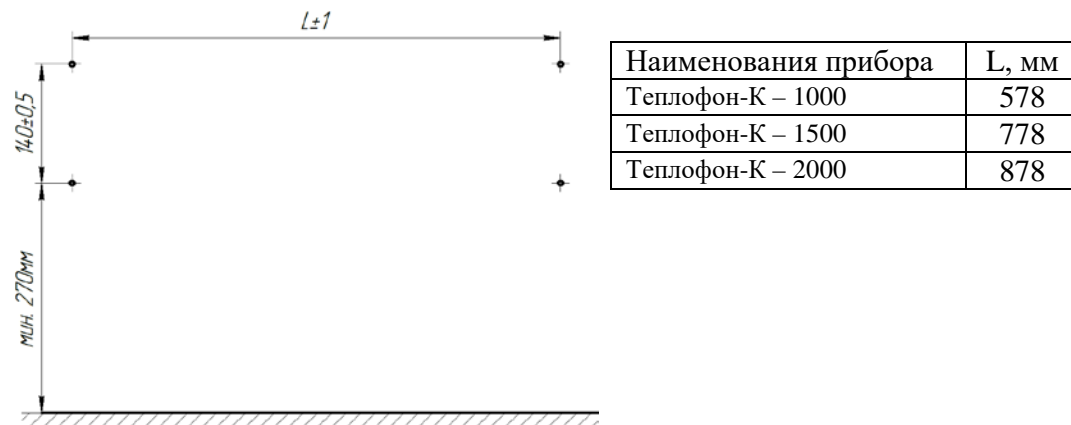 L±1
140±0,5
мин. 270мм
Наименования прибора L, мм
Теплофон-К – 1000 578
Теплофон-К – 1500 778
Теплофон-К – 2000 878